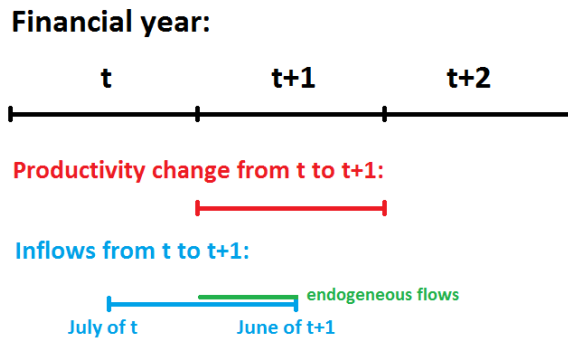 Financial year:
t t+1 t+2
Productivity change from t to t+1:
Inflows from t to t+1:
endogeneous flows
July of t June of t+1